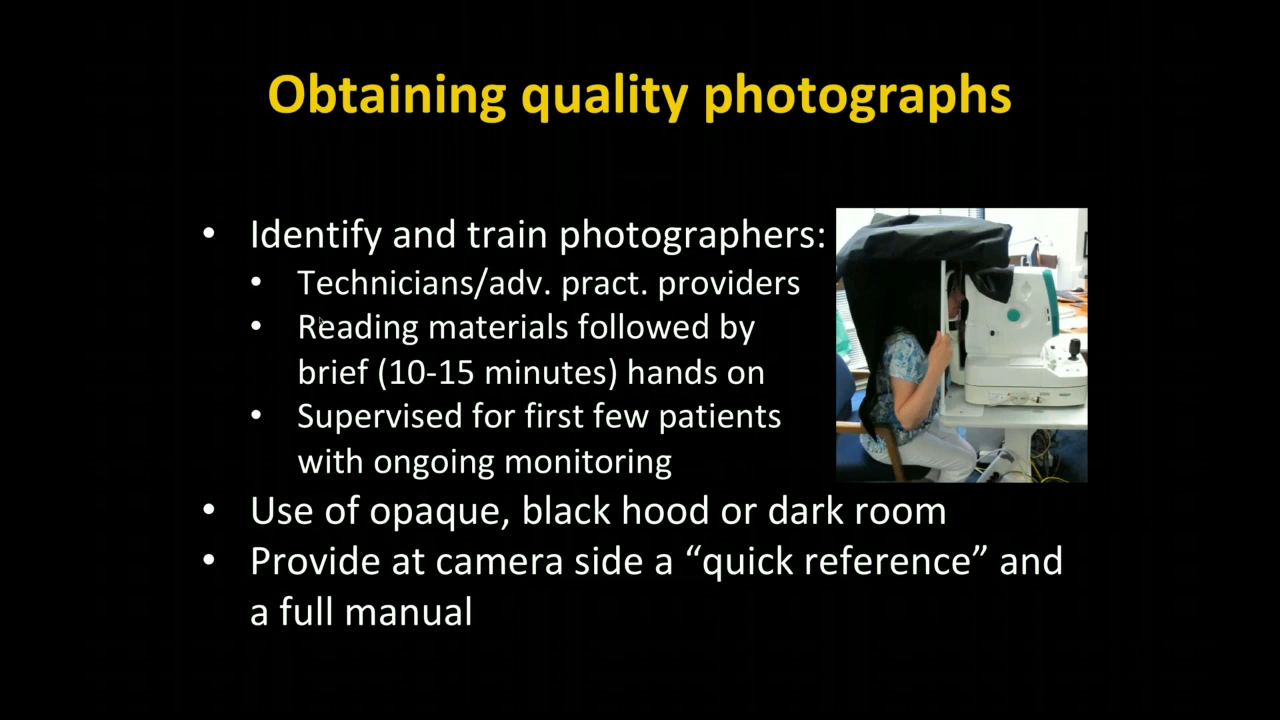 Obtaining quality photographs
• Identify and train photographers:
• Technicians/adv. pract. providers
• Reading materials followed by
brief (10-15 minutes) hands on
• Supervised for first few patients
with ongoing monitoring
• Use of opaque, black hood or dark room
• Provide at camera side a “quick reference” and
a full manual